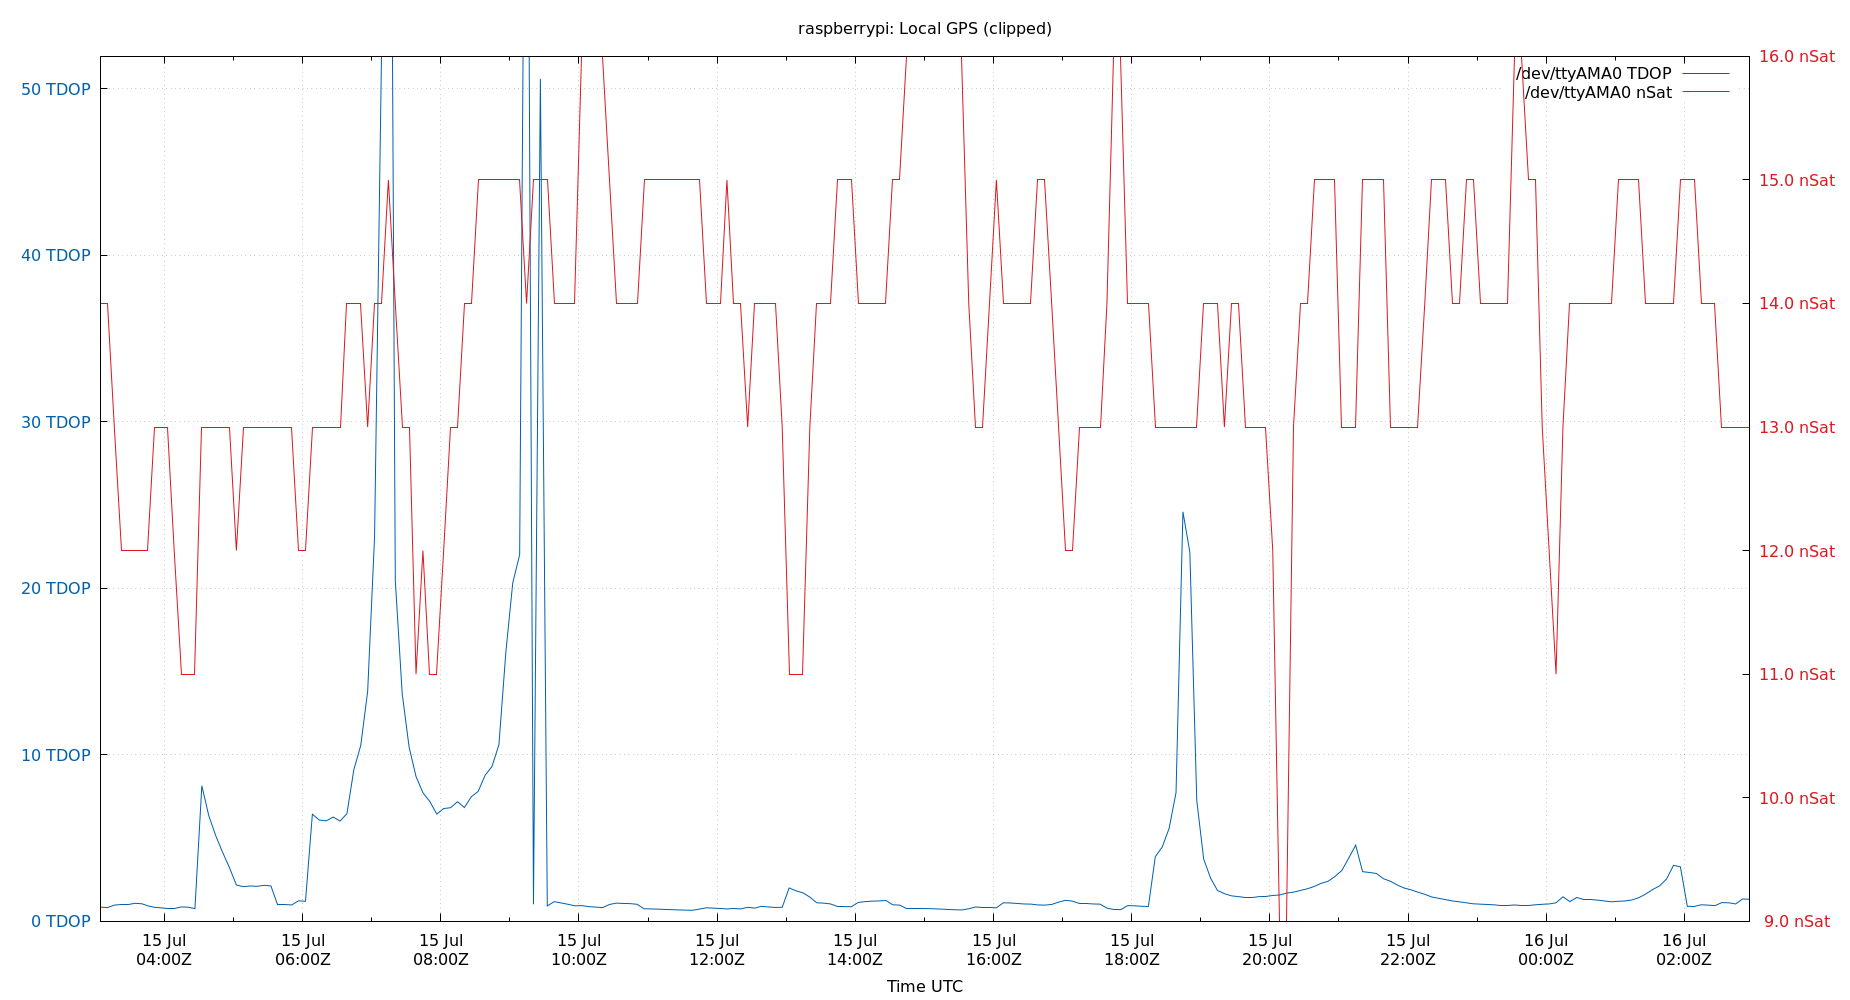 raspberrypi: Local GPS (clipped)
/dev/ttyAMA0 TDOP
/dev/ttyAMA0 nSat
50 TDOP
40 TDOP
30 TDOP
20 TDOP
10 TDOP
0 TDOP
16.0 nSat
15.0 nSat
14.0 nSat
13.0 nSat
12.0 nSat
11.0 nSat
10.0 nSat
9.0 nSat
15 Jul 15 Jul 15 Jul 15 Jul 15 Jul 15 Jul 15 Jul 15 Jul 15 Jul 15 Jul 16 Jul 16 Jul
04:00Z 06:00Z 08:00Z 10:00Z 12:00Z 14:00Z 16:00Z 18:00Z 20:00Z 22:00Z 00:00Z 02:00Z
Time UTC